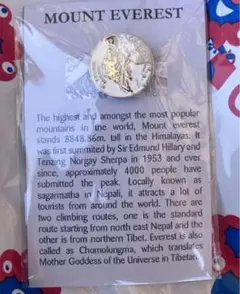 MOUNT EVEREST
The highest and amongst the most popular
mountains in the world, Mount everest
stands 8848.86m, tall in the Himalayas. It
was first summited by Sir Edmund Hillary and
Tenzing Norgay Sherpa in 1953 and ever
since, approximately 4000 people have
submitted the peak. Locally known as
sagarmatha in Nepali, it attracts a lot of
tourists from around the world. There are
two climbing routes, one is the standard
route starting from north east Nepal and the
other is from northern Tibet. Everest is also
called as Chomolungma, which translates
Mother Goddess of the Universe in Tibetan.